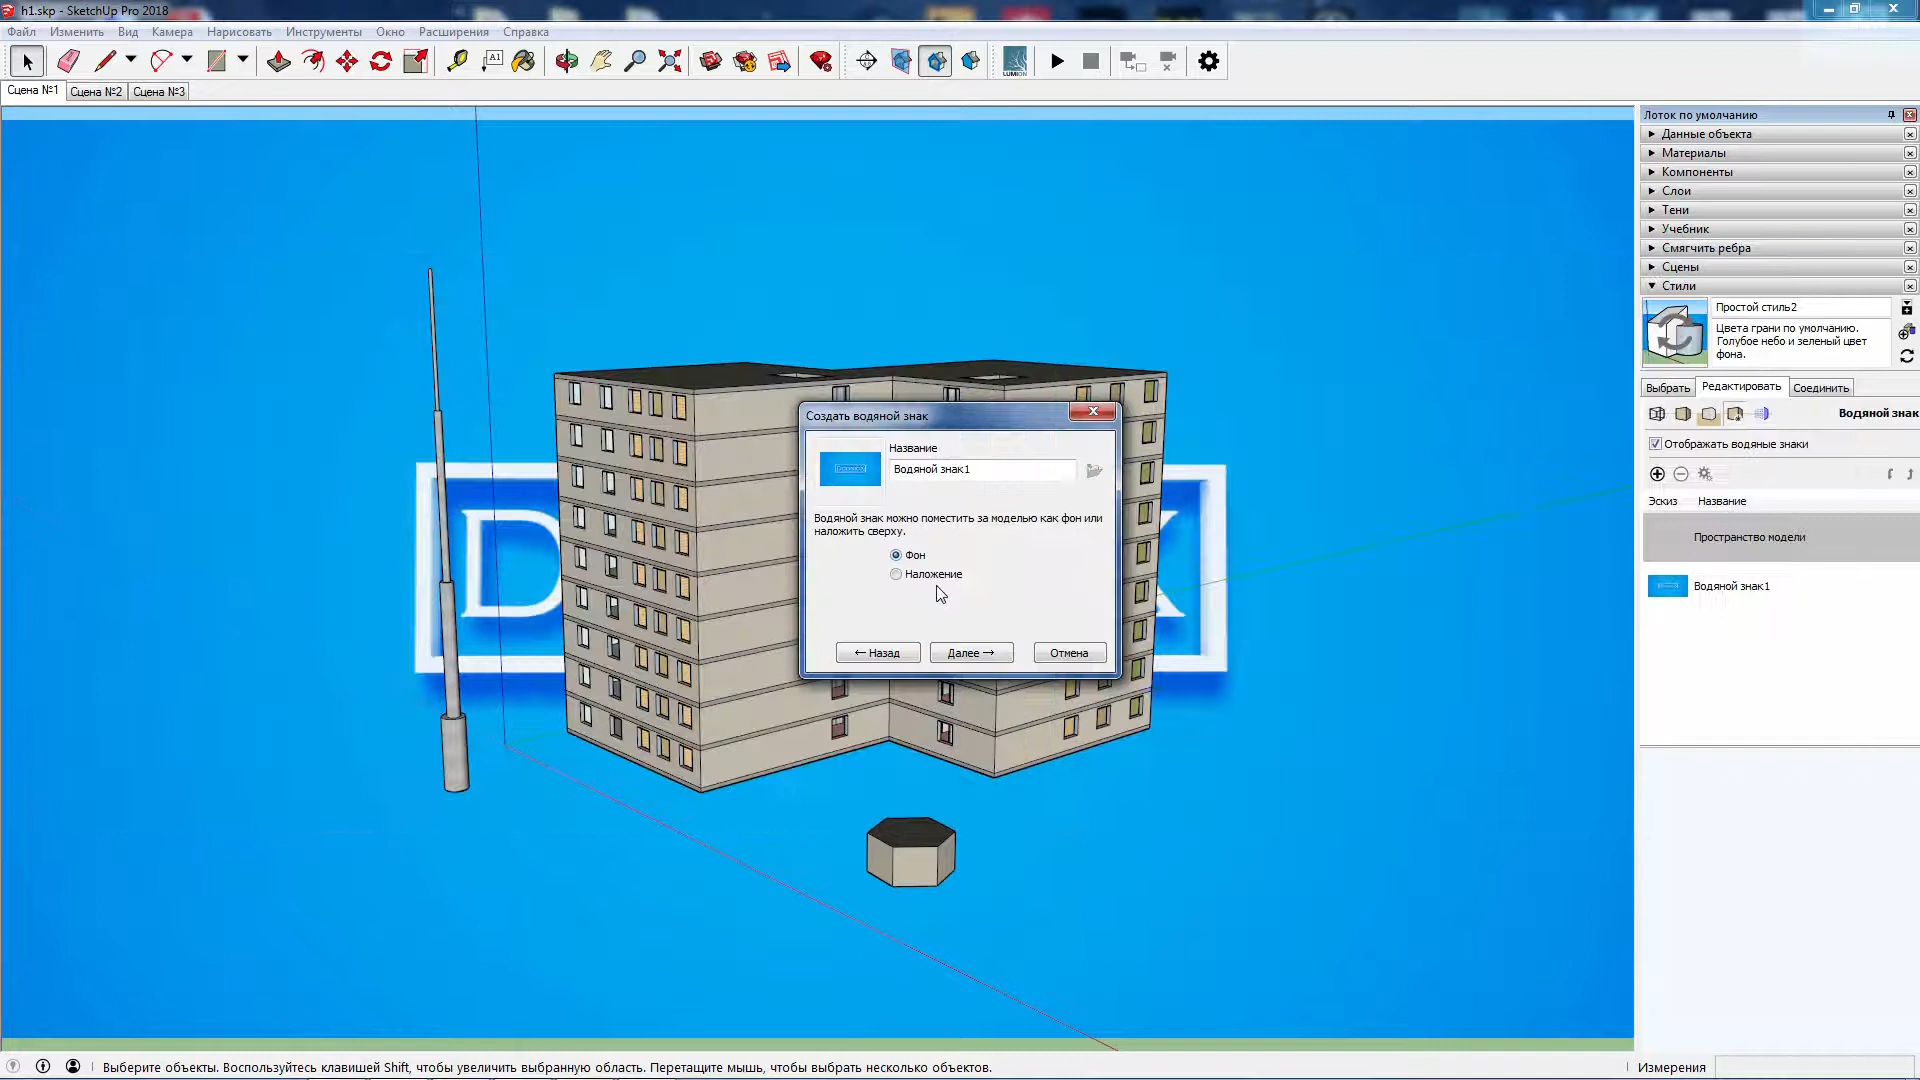 h1.skp - SketchUp Pro 2018
Файл Изменить Вид Камера Нарисовать Инструменты Окно Расширения Справка
A1
LUMION
Сцена №1 Сцена №2 Сцена №3
Лоток по умолчанию
Данные объекта
Материалы
Компоненты
Слои
Тени
Учебник
Смягчить ребра
Сцены
Стили
Простой стиль2
Цвета грани по умолчанию.
Голубое небо и зеленый цвет
фона.
Выбрать Редактировать Соединить
Водяной знак
Отображать водяные знаки
Эскиз Название
Пространство модели
Водяной знак1
Создать водяной знак
Название
Водяной знак1
Водяной знак можно поместить за моделью как фон или
наложить сверху.
Фон
Наложение
← Назад Далее → Отмена
D X
Выберите объекты. Воспользуйтесь клавишей Shift, чтобы увеличить выбранную область. Перетащите мышь, чтобы выбрать несколько объектов.
Измерения